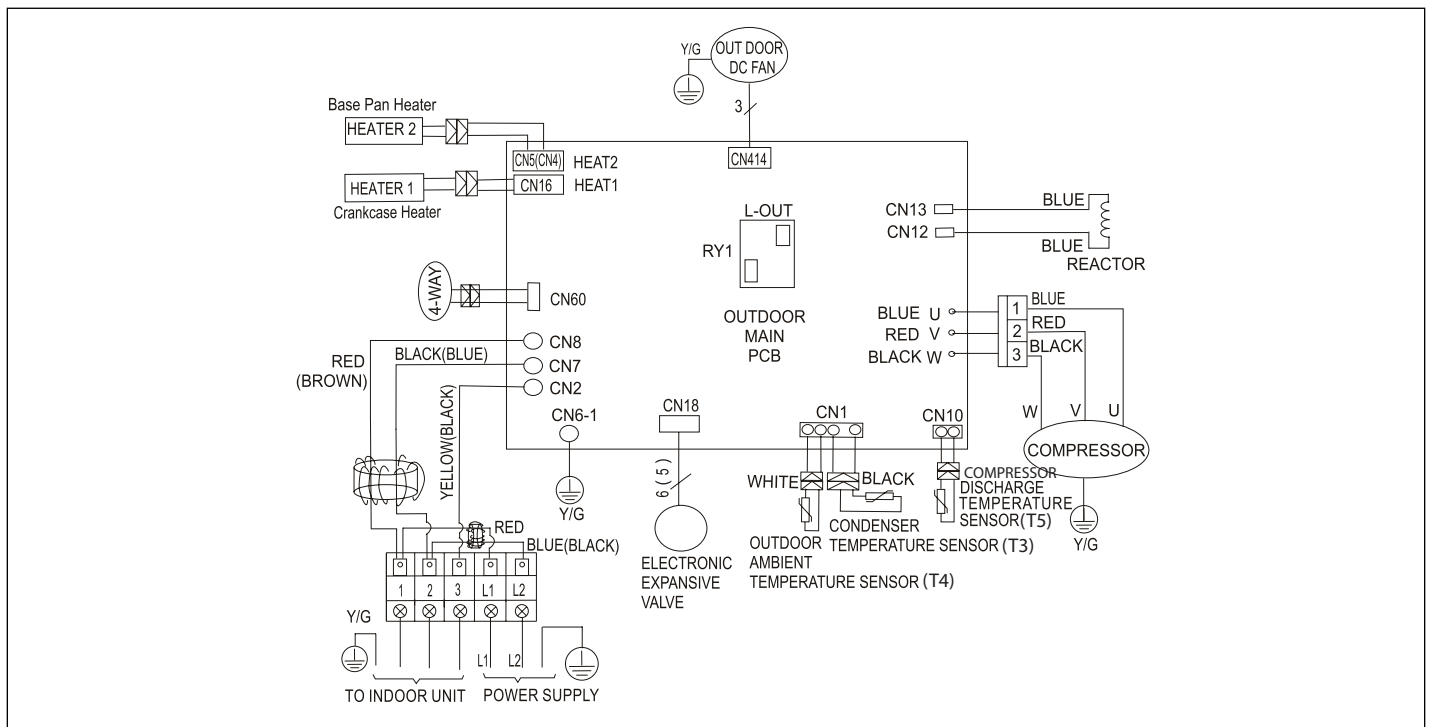 Y/G
OUT DOOR
DC FAN
3
Base Pan Heater
HEATER 2
CN5(CN4)
HEAT2
CN414
HEATER 1
CN16
HEAT1
Crankcase Heater
L-OUT
RY1
CN13
BLUE
CN12
BLUE
REACTOR
4-WAY
CN60
OUTDOOR
MAIN
PCB
BLUE U
RED V
BLACK W
1
BLUE
2
RED
3
BLACK
CN8
RED
(BROWN)
BLACK(BLUE)
CN7
CN2
YELLOW(BLACK)
CN6-1
Y/G
CN18
6 (5)
ELECTRONIC
EXPANSIVE
VALVE
CN1
WHITE
BLACK
OUTDOOR
AMBIENT
TEMPERATURE SENSOR (T4)
CONDENSER
TEMPERATURE SENSOR (T3)
CN10
COMPRESSOR
DISCHARGE
TEMPERATURE
SENSOR(T5)
W
V
U
COMPRESSOR
Y/G
RED
BLUE(BLACK)
1
2
3
L1
L2
Y/G
L1
L2
TO INDOOR UNIT
POWER SUPPLY